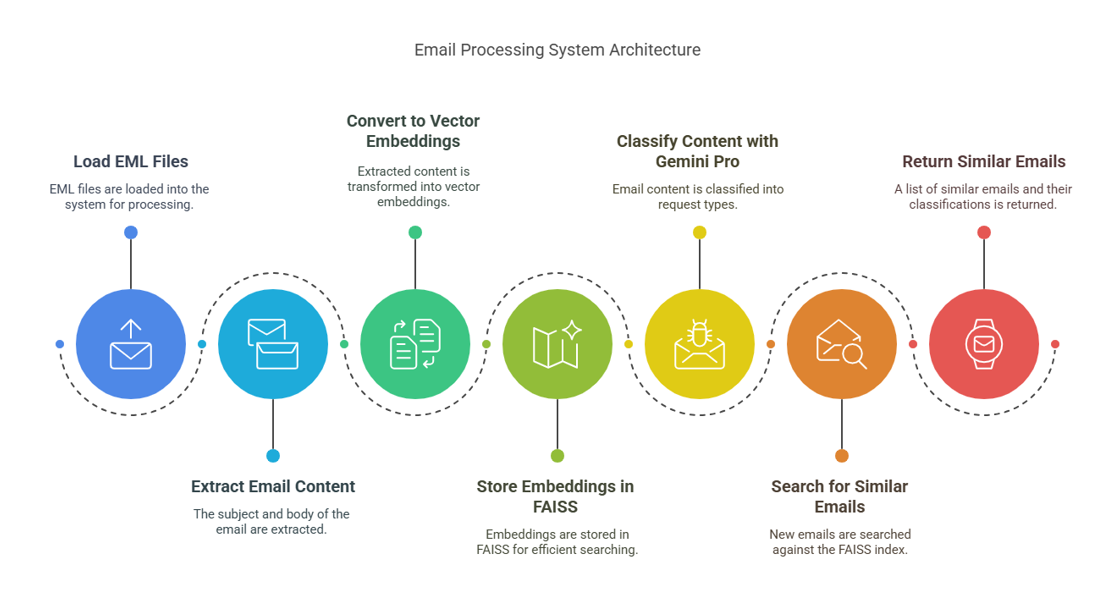 Email Processing System Architecture
Load EML Files
EML files are loaded into the
system for processing.
Extract Email Content
The subject and body of the
email are extracted.
Convert to Vector
Embeddings
Extracted content is
transformed into vector
embeddings.
Store Embeddings in
FAISS
Embeddings are stored in
FAISS for efficient searching.
Classify Content with
Gemini Pro
Email content is classified into
request types.
Search for Similar
Emails
New emails are searched
against the FAISS index.
Return Similar Emails
A list of similar emails and their
classifications is returned.